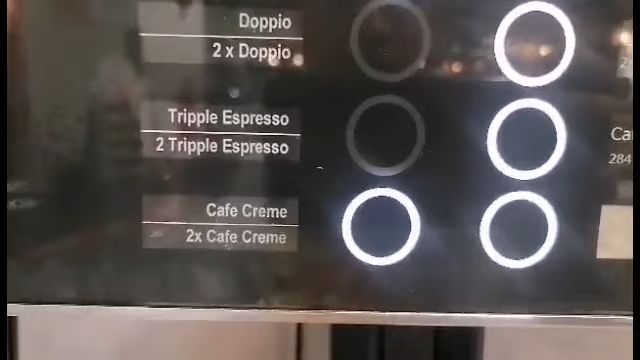 Doppio
2 x Doppio
Tripple Espresso
2 Tripple Espresso
Ca
284
Cafe Creme
2x Cafe Creme